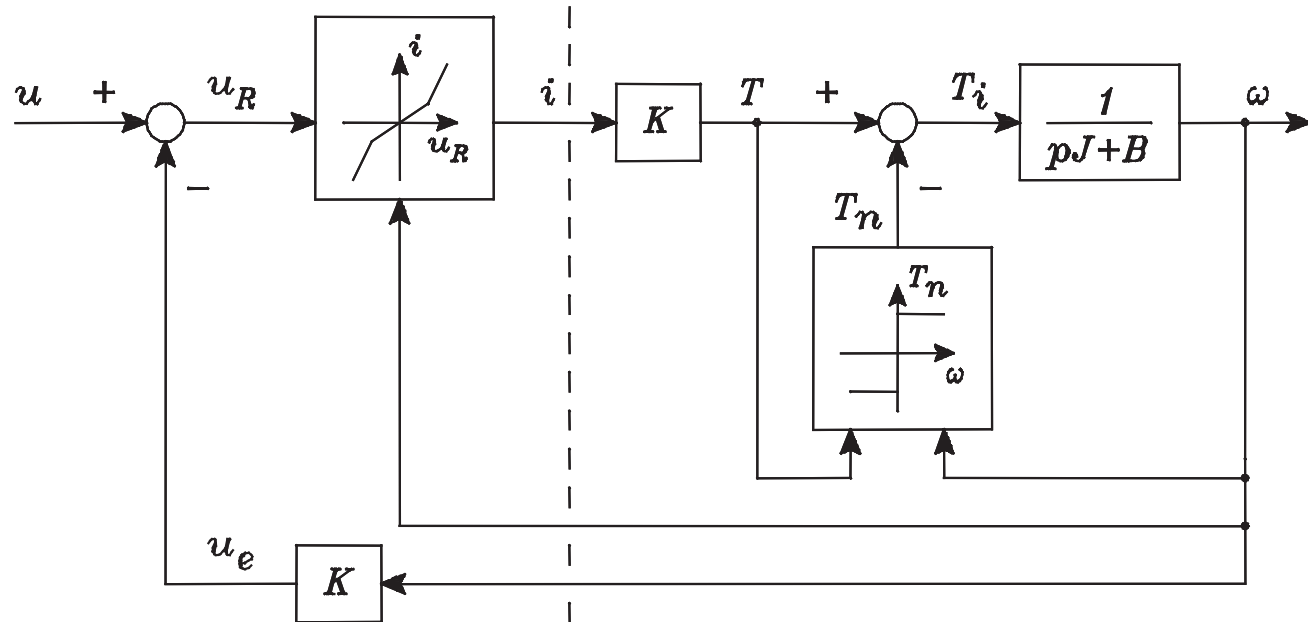 u + u_R i u_R i K T + T_i 1 pJ+B ω
− −
T_n
T_n ω
u_e K